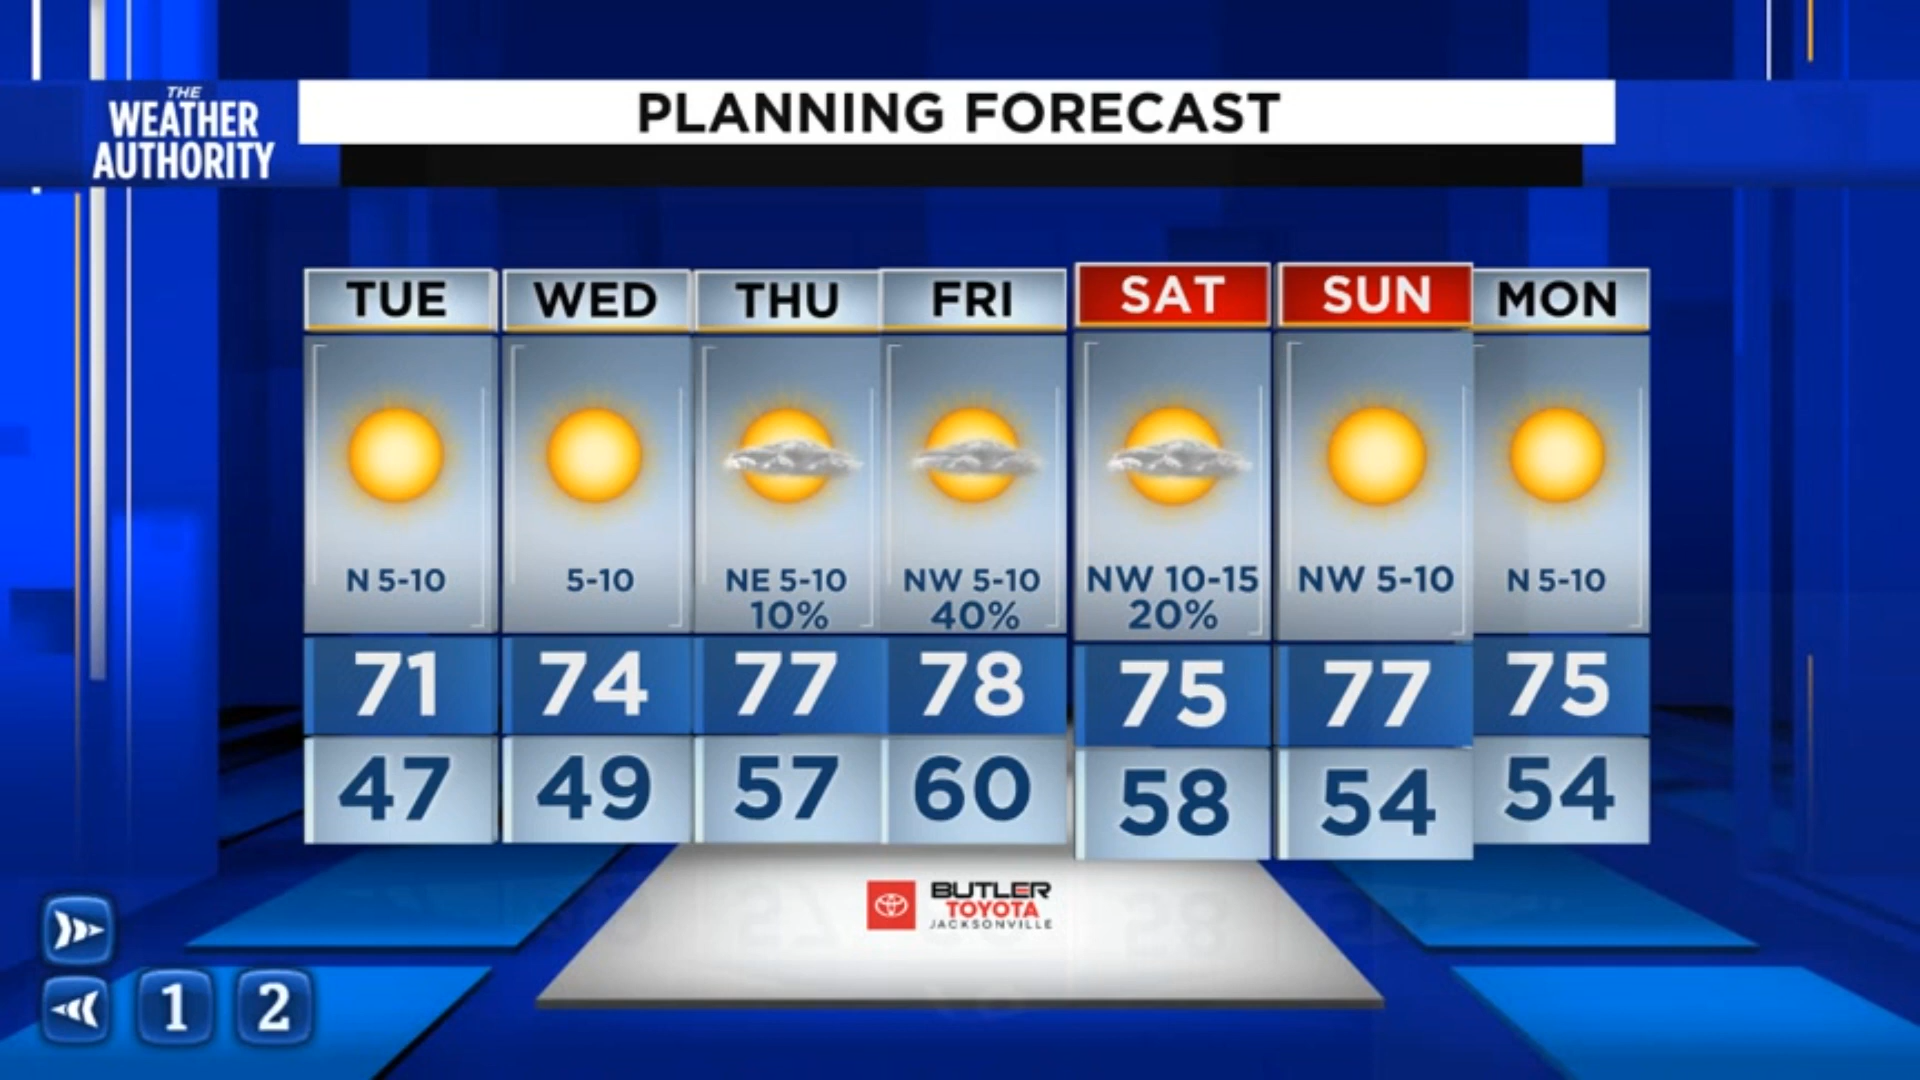 THE
WEATHER
AUTHORITY
PLANNING FORECAST
TUE WED THU FRI SAT SUN MON
N 5-10 5-10 NE 5-10 NW 5-10 NW 10-15 NW 5-10 N 5-10
10% 40% 20%
71 74 77 78 75 77 75
47 49 57 60 58 54 54
BUTLER
TOYOTA
JACKSONVILLE
1 2